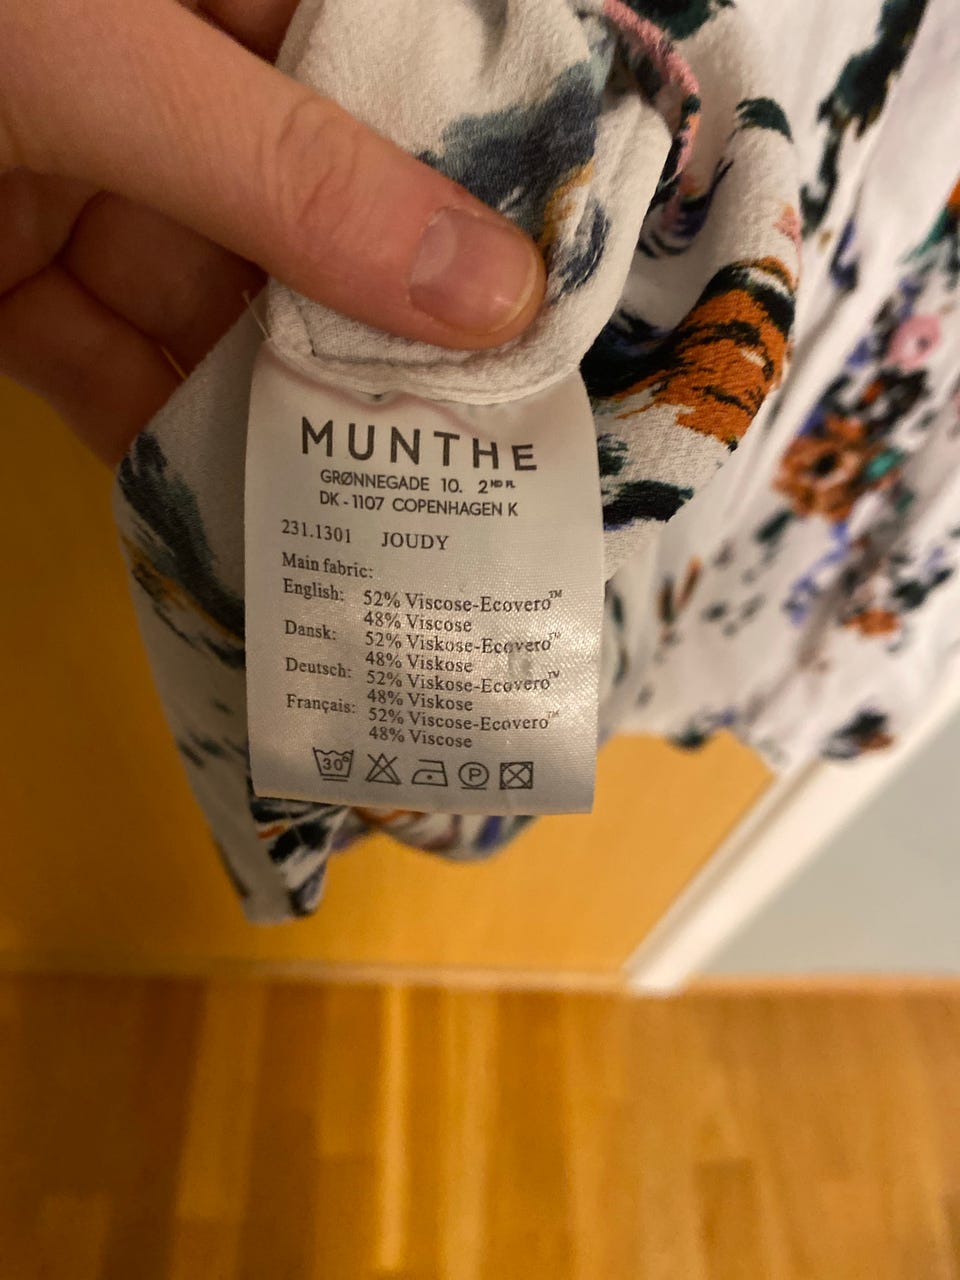 MUNTHE
GRØNNEGADE 10. 2ND FL
DK - 1107 COPENHAGEN K
231.1301 JOUDY
Main fabric:
English: 52% Viscose-Ecovero™
48% Viscose
Dansk: 52% Viskose-Ecovero™
48% Viskose
Deutsch: 52% Viskose-Ecovero™
48% Viskose
Français: 52% Viscose-Ecovero™
48% Viscose
30° P